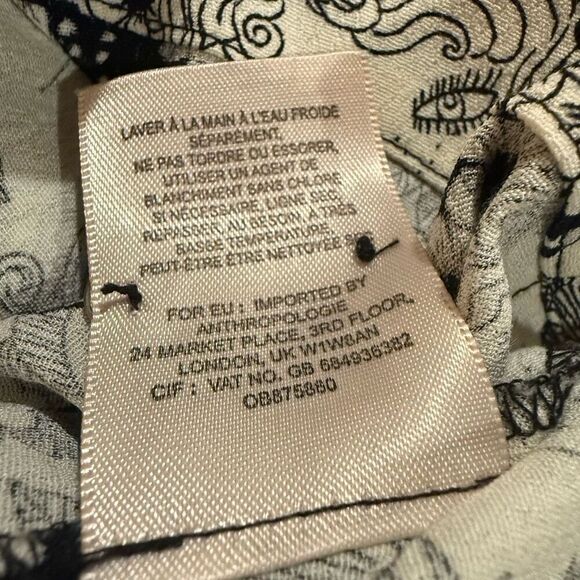 LAVER À LA MAIN À L'EAU FROIDE
SÉPARÉMENT.
NE PAS TORDRE OU ESSORER,
UTILISER UN AGENT DE
BLANCHIMENT SANS CHLORE
SI NÉCESSAIRE, LIGNE SEC,
REPASSER, AU BESOIN, À TRÈS
BASSE TEMPÉRATURE.
PEUT-ÊTRE ÊTRE NETTOYÉE
FOR EU : IMPORTED BY
ANTHROPOLOGIE
24 MARKET PLACE, 3RD FLOOR,
LONDON, UK W1W8AN
CIF : VAT NO. GB 684936382
OB875860